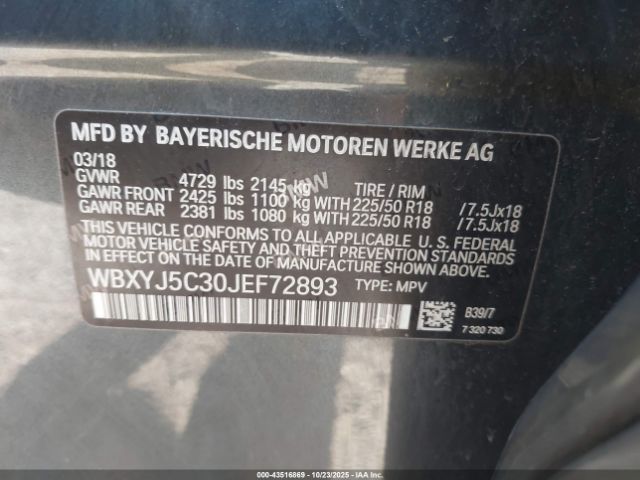 MFD BY BAYERISCHE MOTOREN WERKE AG
03/18
GVWR 4729 lbs 2145 kg TIRE / RIM
GAWR FRONT 2425 lbs 1100 kg WITH 225/50 R18 /7.5Jx18
GAWR REAR 2381 lbs 1080 kg WITH 225/50 R18 /7.5Jx18
THIS VEHICLE CONFORMS TO ALL APPLICABLE U. S. FEDERAL
MOTOR VEHICLE SAFETY AND THEFT PREVENTION STANDARDS
IN EFFECT ON THE DATE OF MANUFACTURE SHOWN ABOVE.
WBXYJ5C30JEF72893 TYPE: MPV
B39/7
7 320 730
000-43516869 10/23/2025 Copyright © IAA Holdings, LLC